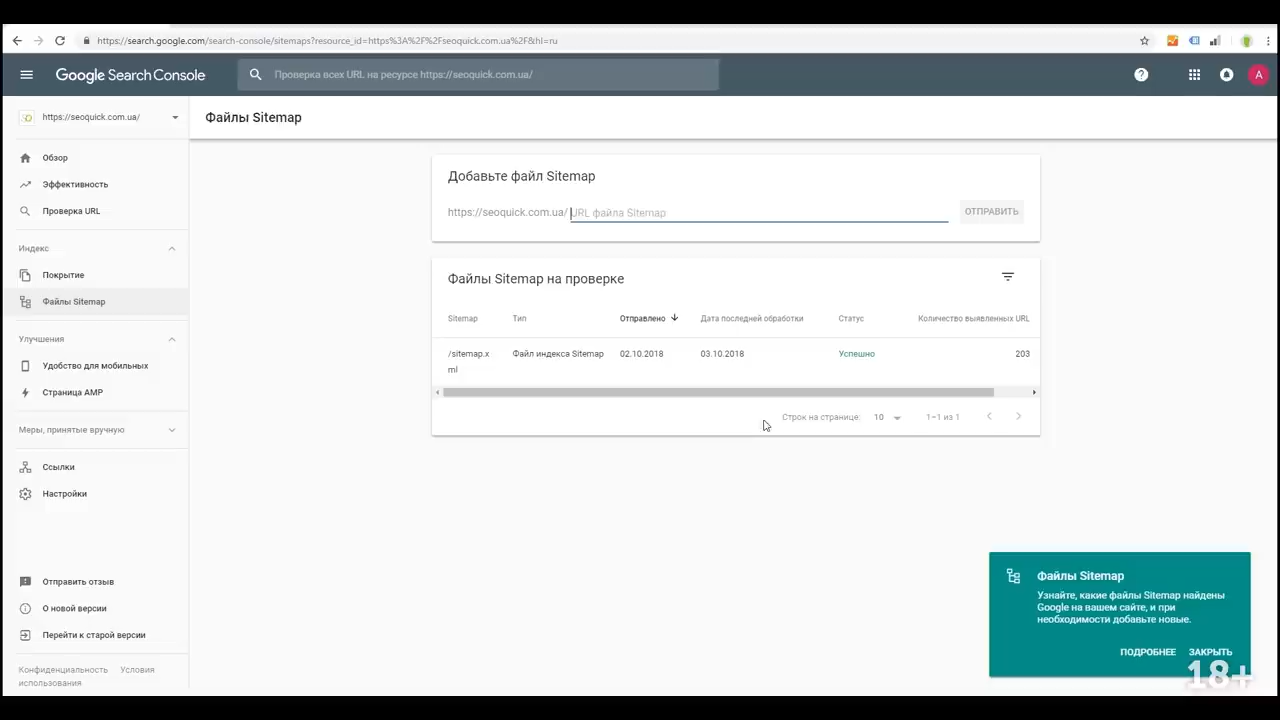 https://search.google.com/search-console/sitemaps?resource_id=https%3A%2F%2Fseoquick.com.ua%2F&hl=ru
Google Search Console
Проверка всех URL на ресурсе https://seoquick.com.ua/
A
https://seoquick.com.ua/
Файлы Sitemap
Обзор
Эффективность
Проверка URL
Индекс
Покрытие
Файлы Sitemap
Улучшения
Удобство для мобильных
Страница AMP
Меры, принятые вручную
Ссылки
Настройки
Отправить отзыв
О новой версии
Перейти к старой версии
Конфиденциальность Условия
использования
Добавьте файл Sitemap
https://seoquick.com.ua/ URL файла Sitemap ОТПРАВИТЬ
Файлы Sitemap на проверке
Sitemap Тип Отправлено Дата последней обработки Статус Количество выявленных URL
/sitemap.x Файл индекса Sitemap 02.10.2018 03.10.2018 Успешно 203
ml
Строк на странице: 10 1–1 из 1
Файлы Sitemap
Узнайте, какие файлы Sitemap найдены
Google на вашем сайте, и при
необходимости добавьте новые.
ПОДРОБНЕЕ ЗАКРЫТЬ
18+